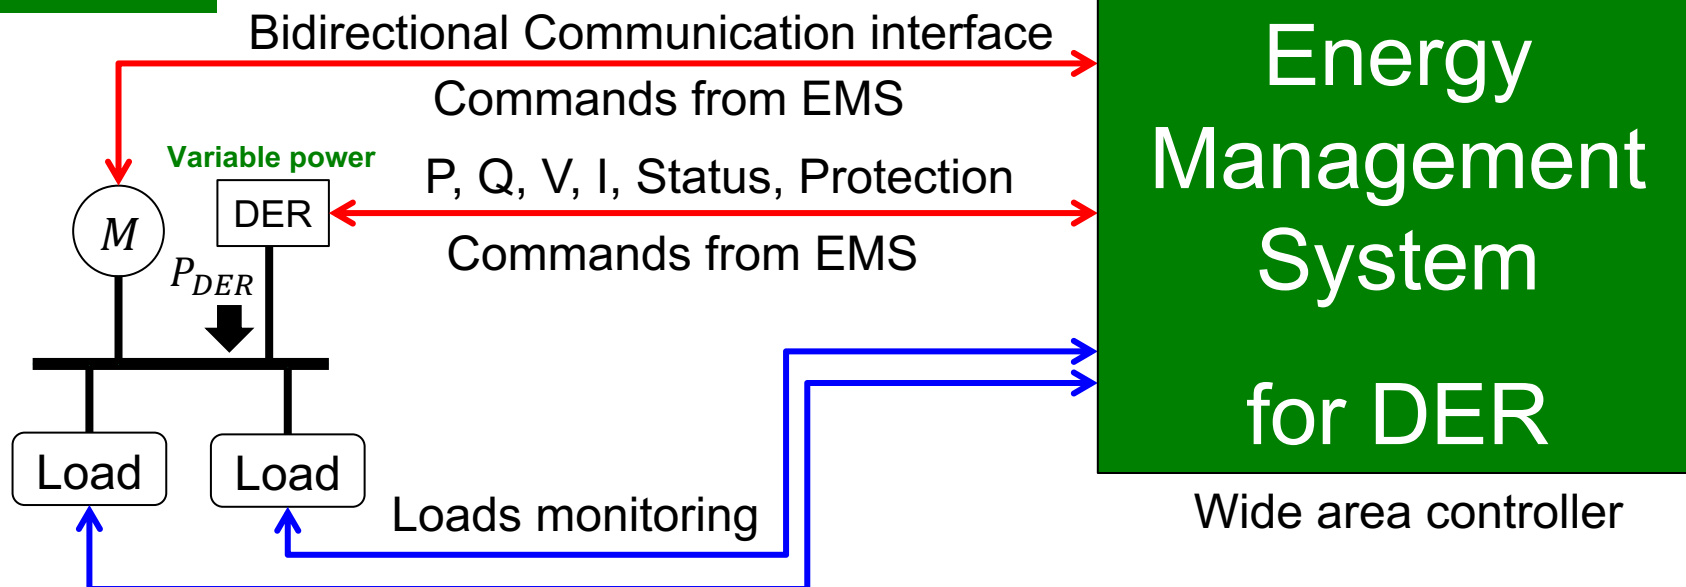 Bidirectional Communication interface
Commands from EMS
Variable power
P, Q, V, I, Status, Protection
DER
M
Commands from EMS
P_DER
Load
Load
Loads monitoring
Energy
Management
System
for DER
Wide area controller